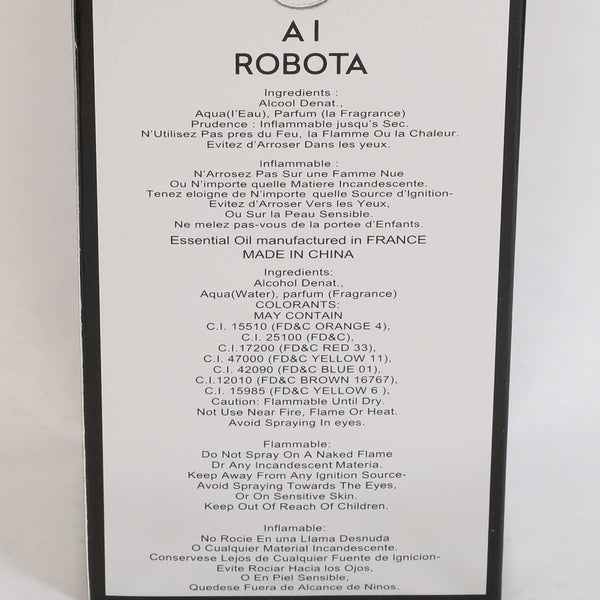 AI
ROBOTA
Ingredients :
Alcool Denat.,
Aqua(l'Eau), Parfum (la Fragrance)
Prudence : Inflammable jusqu's Sec.
N'Utilisez Pas pres du Feu, la Flamme Ou la Chaleur.
Evitez d'Arroser Dans les yeux.
Inflammable :
N'Arrosez Pas Sur une Famme Nue
Ou N'importe quelle Matiere Incandescente.
Tenez eloigne de N'importe quelle Source d'Ignition-
Evitez d'Arroser Vers les Yeux,
Ou Sur la Peau Sensible.
Ne melez pas-vous de la portee d'Enfants.
Essential Oil manufactured in FRANCE
MADE IN CHINA
Ingredients:
Alcohol Denat.,
Aqua(Water), parfum (Fragrance)
COLORANTS:
MAY CONTAIN
C.I. 15510 (FD&C ORANGE 4),
C.I. 25100 (FD&C),
C.I.17200 (FD&C RED 33),
C.I. 47000 (FD&C YELLOW 11),
C.I. 42090 (FD&C BLUE 01),
C.I.12010 (FD&C BROWN 16767),
C.I. 15985 (FD&C YELLOW 6 ),
Caution: Flammable Until Dry.
Not Use Near Fire, Flame Or Heat.
Avoid Spraying In eyes.
Flammable:
Do Not Spray On A Naked Flame
Dr Any Incandescent Materia.
Keep Away From Any Ignition Source-
Avoid Spraying Towards The Eyes,
Or On Sensitive Skin.
Keep Out Of Reach Of Children.
Inflamable:
No Rocie En una Llama Desnuda
O Cualquier Material Incandescente.
Conservese Lejos de Cualquier Fuente de Ignicion-
Evite Rociar Hacia los Ojos,
O En Piel Sensible,
Quedese Fuera de Alcance de Ninos.